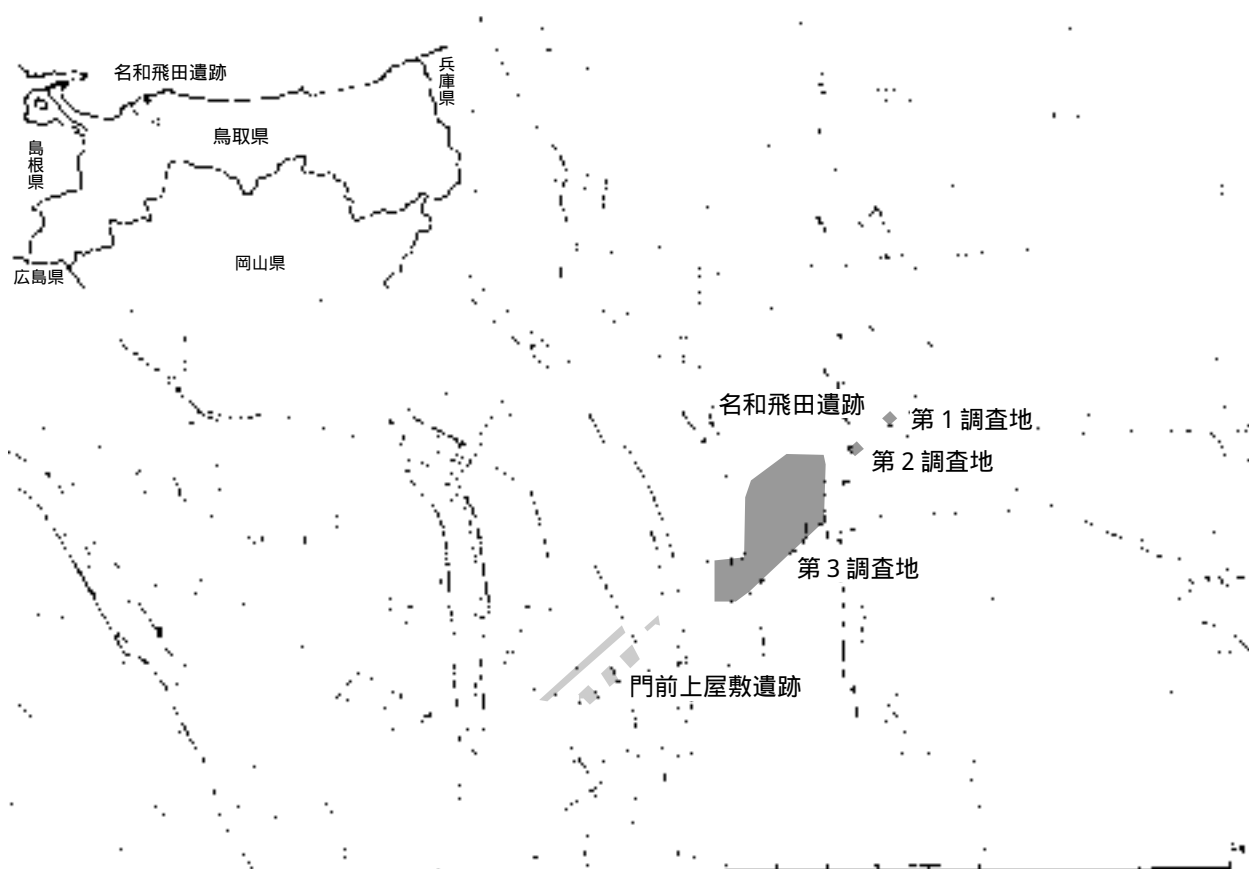 名和飛田遺跡
兵庫県
鳥取県
島根県
岡山県
広島県
名和飛田遺跡
第1調査地
第2調査地
第3調査地
門前上屋敷遺跡